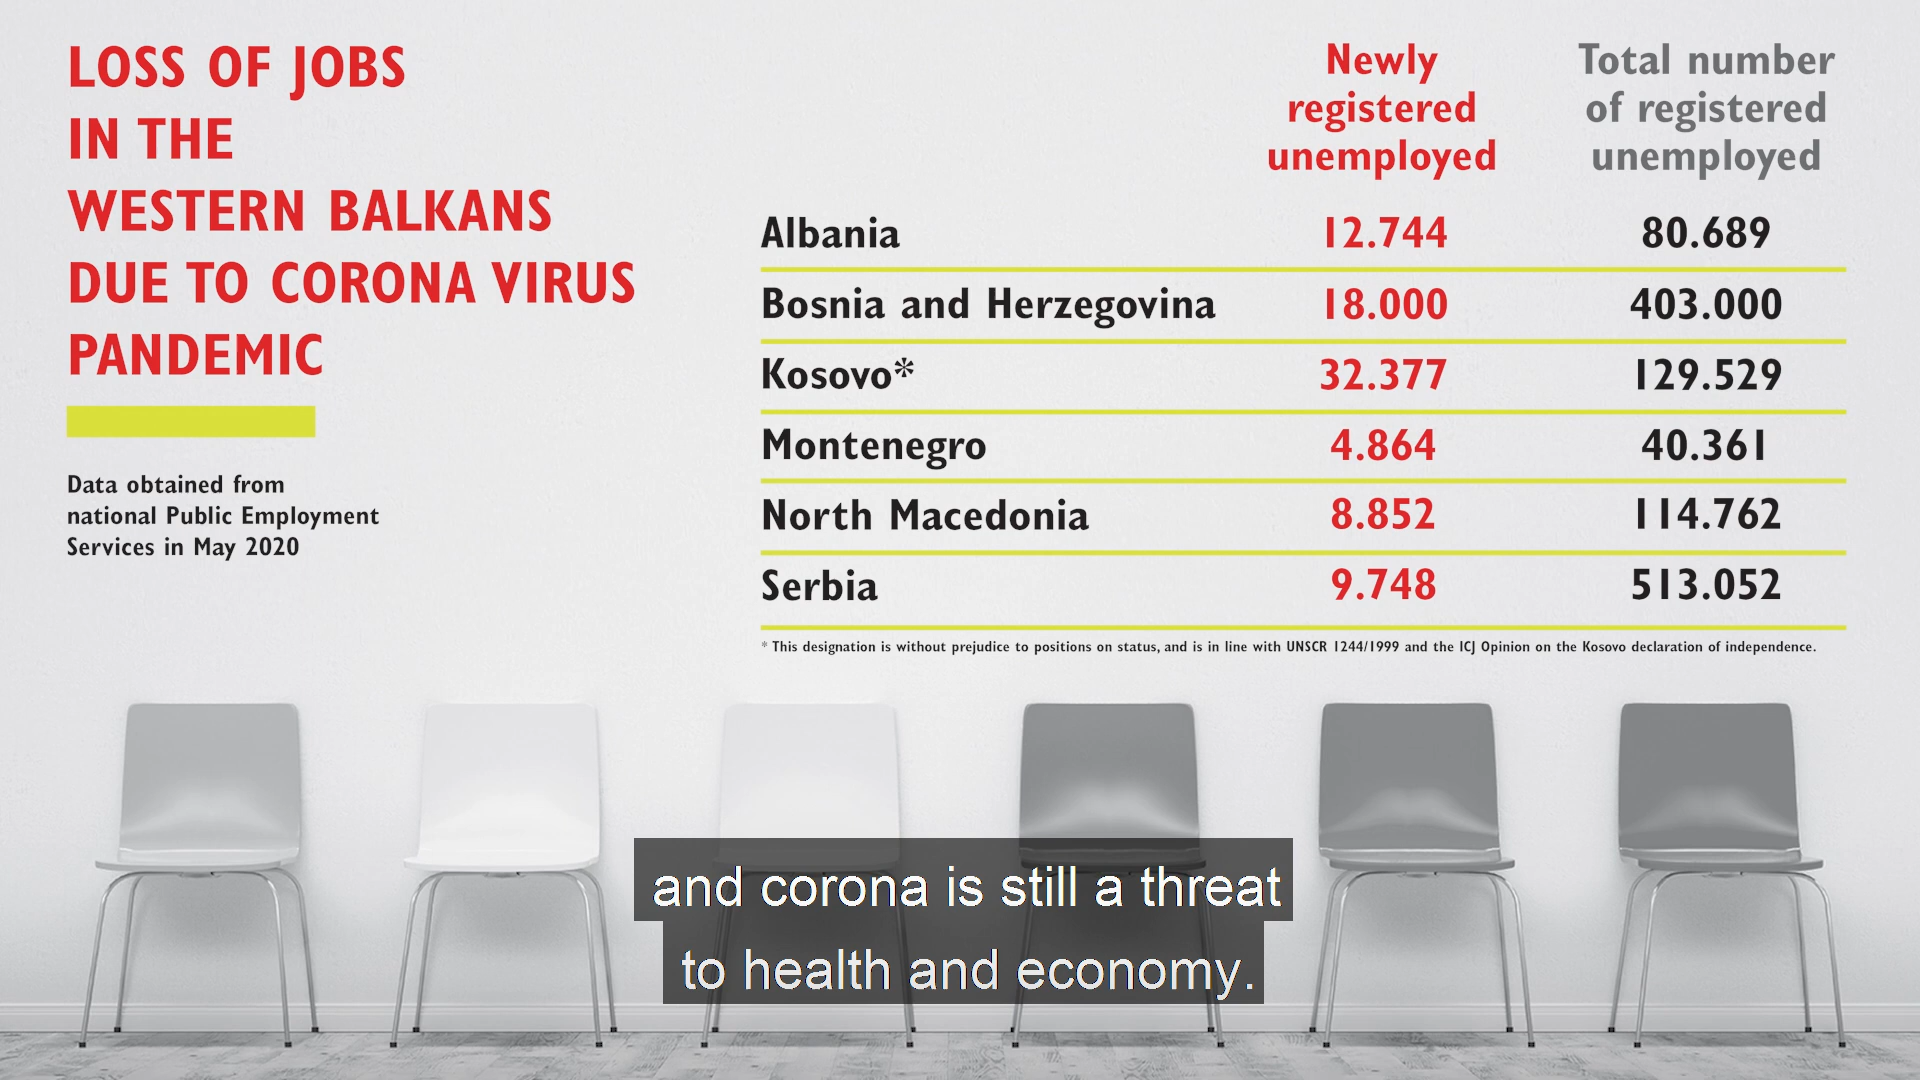 LOSS OF JOBS
IN THE
WESTERN BALKANS
DUE TO CORONA VIRUS
PANDEMIC
Data obtained from
national Public Employment
Services in May 2020
Newly
registered
unemployed
Total number
of registered
unemployed
Albania 12.744 80.689
Bosnia and Herzegovina 18.000 403.000
Kosovo* 32.377 129.529
Montenegro 4.864 40.361
North Macedonia 8.852 114.762
Serbia 9.748 513.052
* This designation is without prejudice to positions on status, and is in line with UNSCR 1244/1999 and the ICJ Opinion on the Kosovo declaration of independence.
and corona is still a threat
to health and economy.